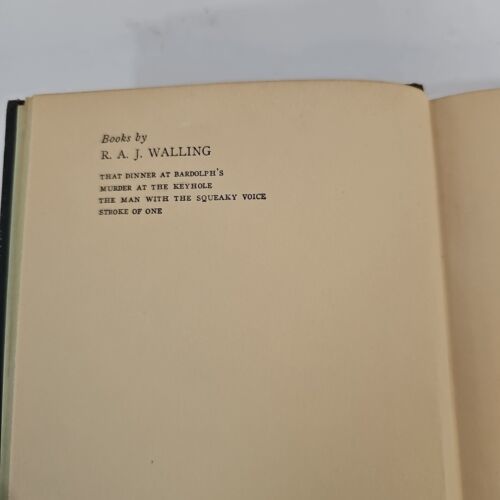 Books by
R. A. J. WALLING
THAT DINNER AT BARDOLPH'S
MURDER AT THE KEYHOLE
THE MAN WITH THE SQUEAKY VOICE
STROKE OF ONE